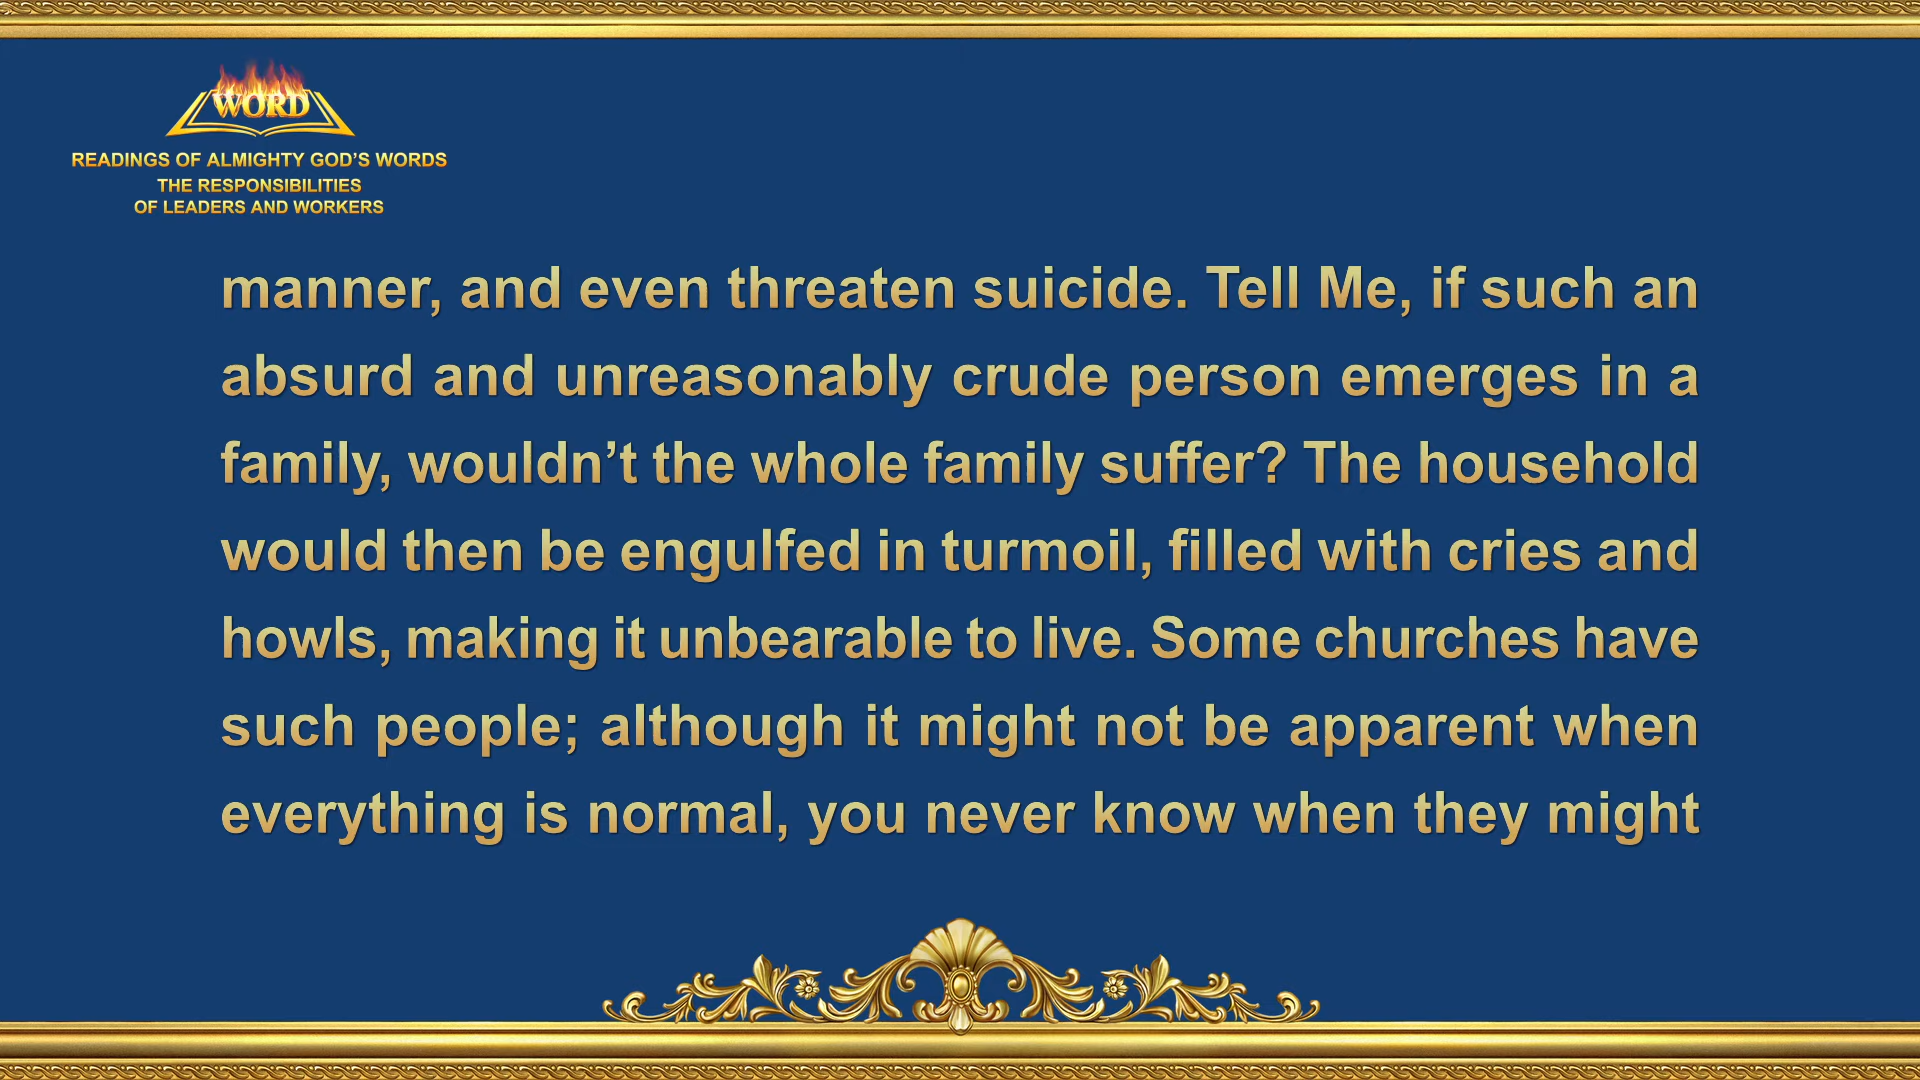 WORD
READINGS OF ALMIGHTY GOD’S WORDS
THE RESPONSIBILITIES
OF LEADERS AND WORKERS
manner, and even threaten suicide. Tell Me, if such an
absurd and unreasonably crude person emerges in a
family, wouldn’t the whole family suffer? The household
would then be engulfed in turmoil, filled with cries and
howls, making it unbearable to live. Some churches have
such people; although it might not be apparent when
everything is normal, you never know when they might